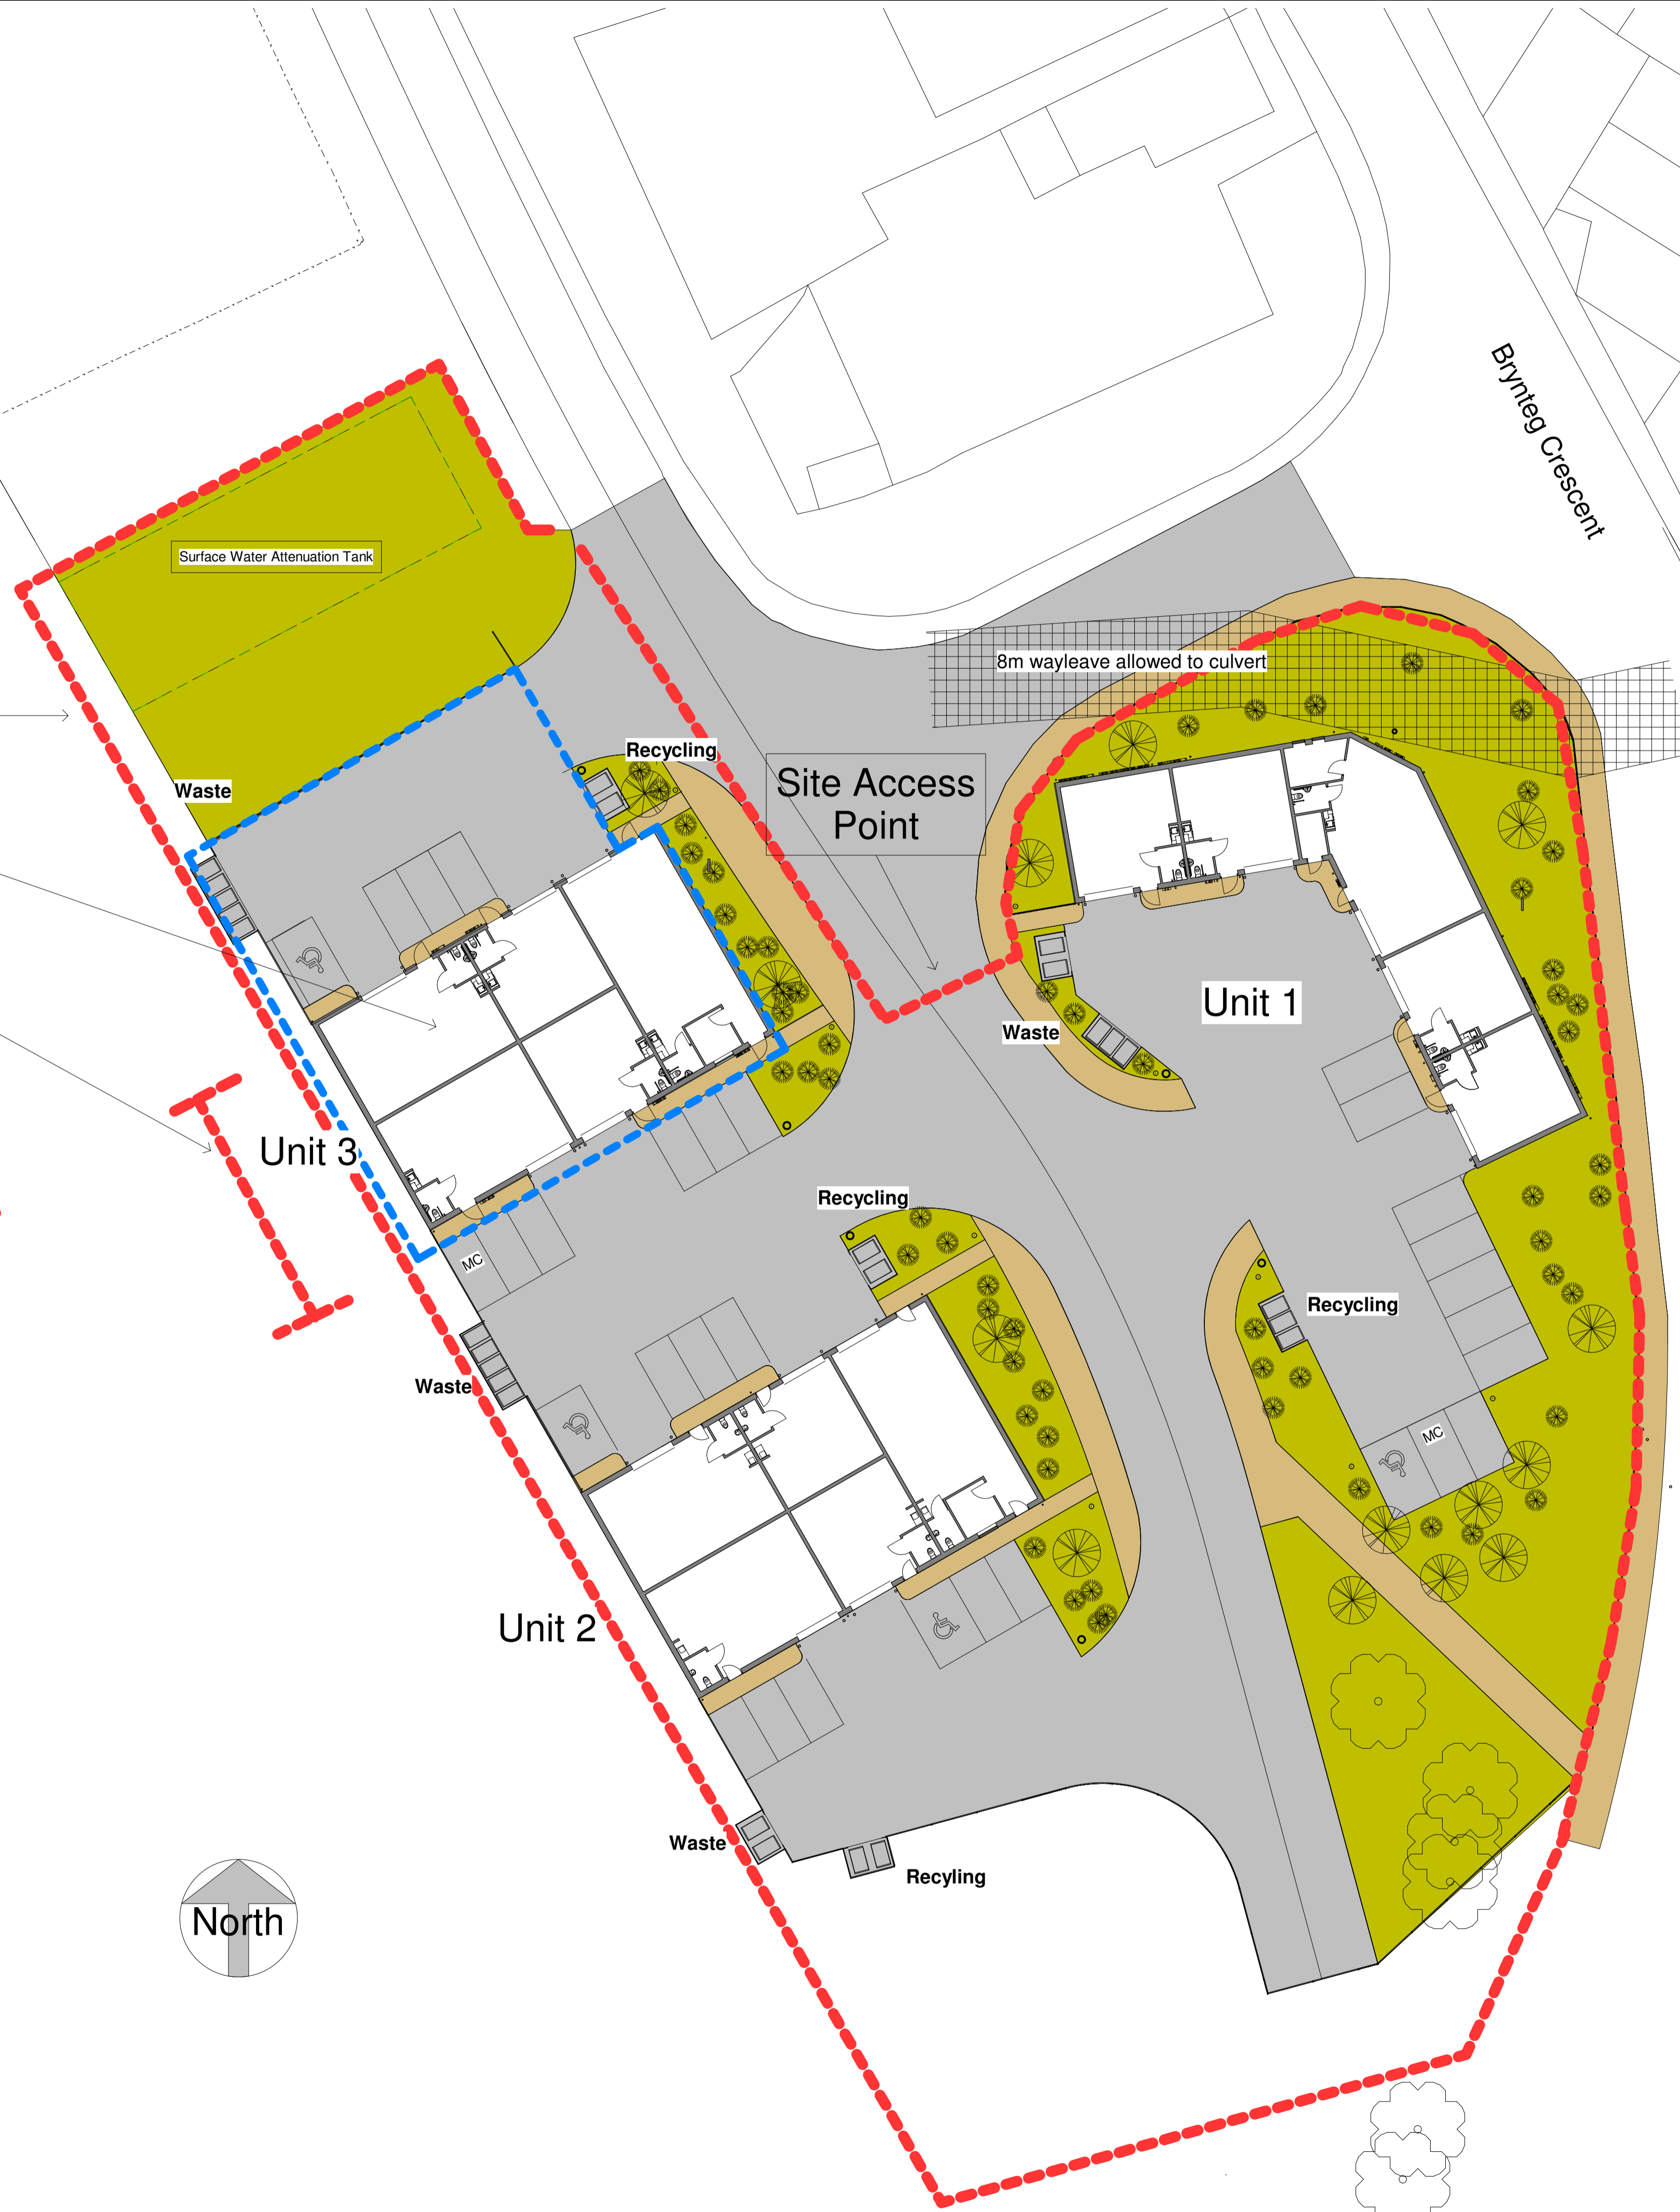 Brynteg Crescent
Surface Water Attenuation Tank
8m wayleave allowed to culvert
Recycling
Site Access
Point
Waste
Unit 1
Waste
Unit 3
Recycling
MC
Recycling
Waste
MC
Unit 2
Waste
Recyling
North